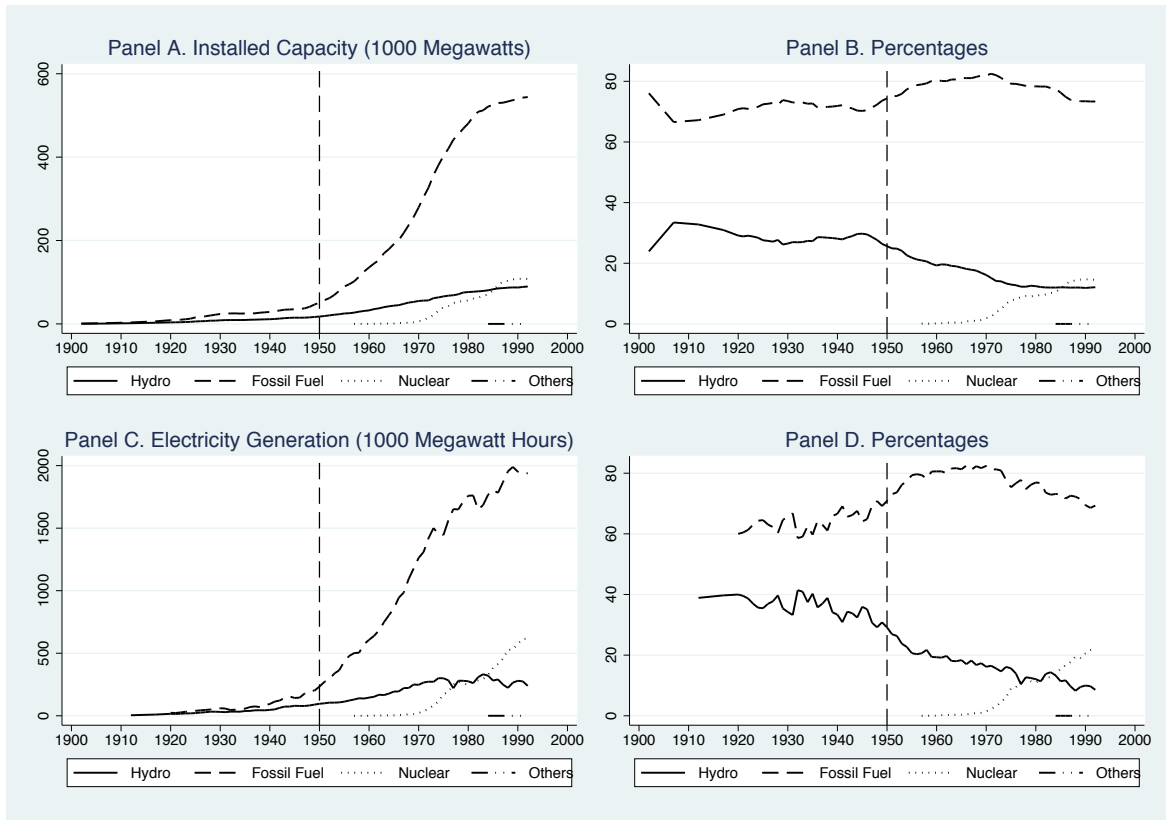 Panel A. Installed Capacity (1000 Megawatts)
600
400
200
0
1900 1910 1920 1930 1940 1950 1960 1970 1980 1990 2000
Hydro Fossil Fuel Nuclear Others
Panel B. Percentages
80
60
40
20
0
1900 1910 1920 1930 1940 1950 1960 1970 1980 1990 2000
Hydro Fossil Fuel Nuclear Others
Panel C. Electricity Generation (1000 Megawatt Hours)
2000
1500
1000
500
0
1900 1910 1920 1930 1940 1950 1960 1970 1980 1990 2000
Hydro Fossil Fuel Nuclear Others
Panel D. Percentages
80
60
40
20
0
1900 1910 1920 1930 1940 1950 1960 1970 1980 1990 2000
Hydro Fossil Fuel Nuclear Others